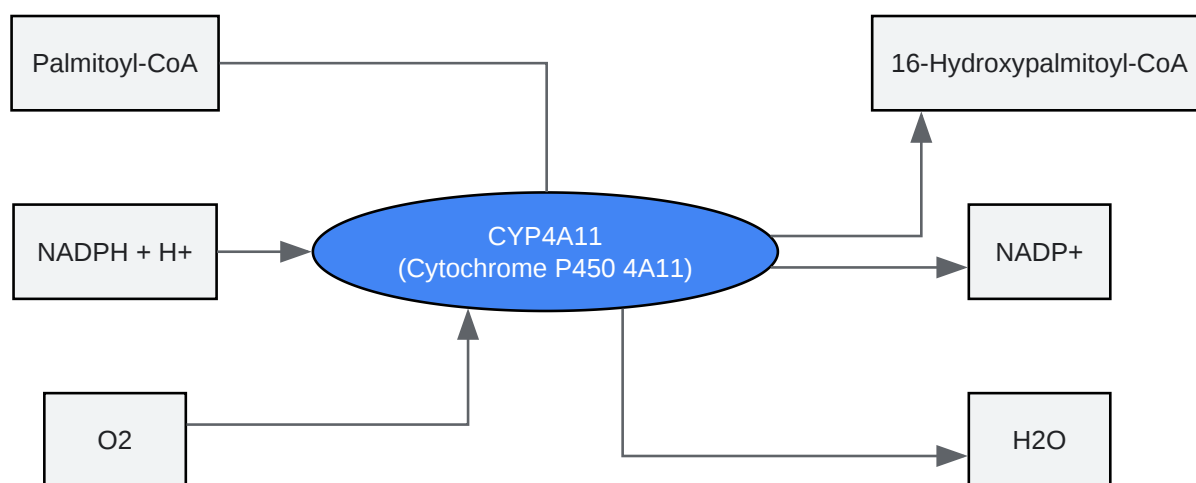 Palmitoyl-CoA
16-Hydroxypalmitoyl-CoA
NADPH + H+
CYP4A11
(Cytochrome P450 4A11)
NADP+
O2
H2O